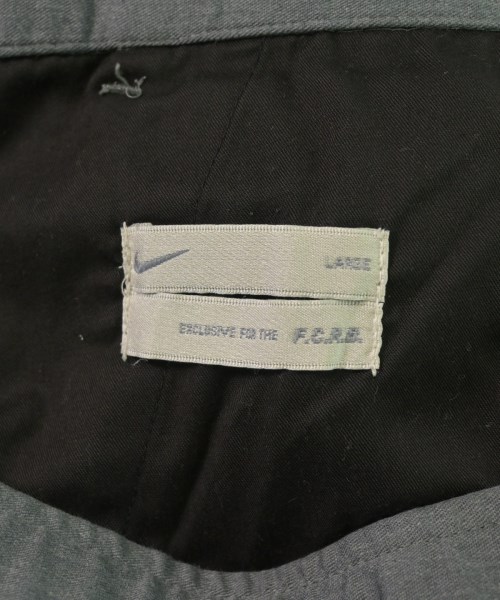 LARGE
EXCLUSIVE FOR THE F.C.R.B.